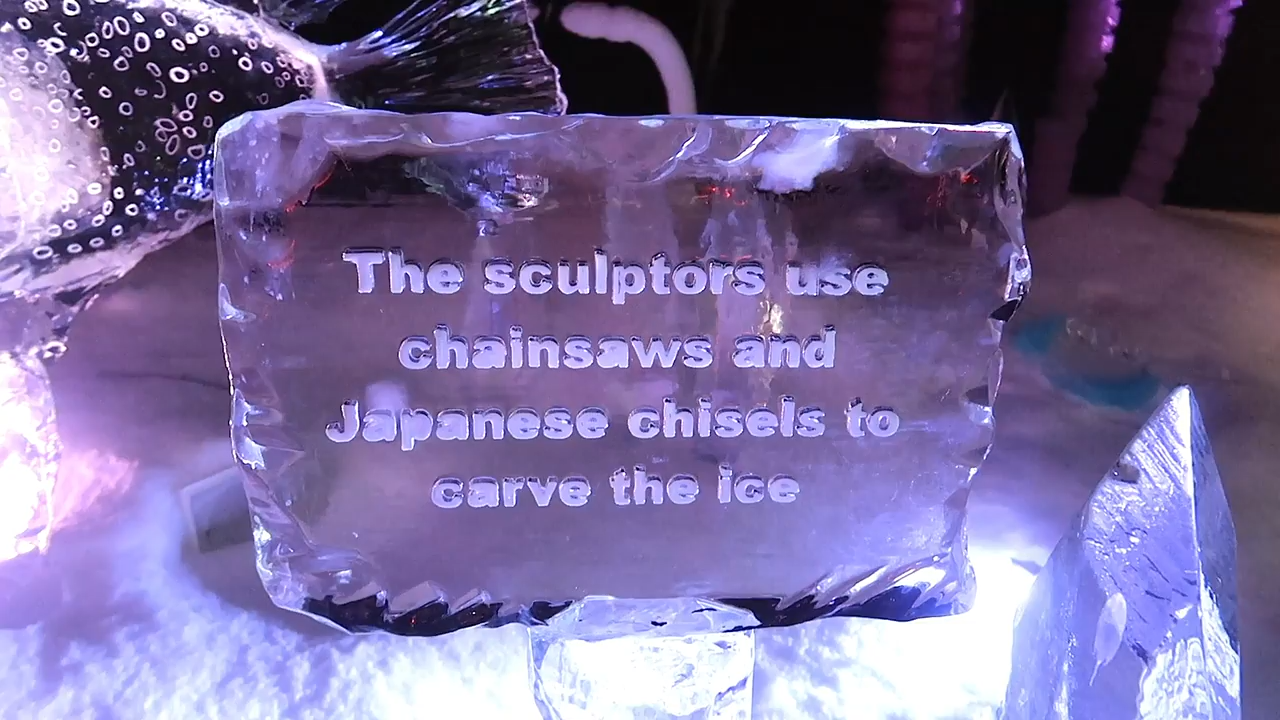 The sculptors use
chainsaws and
Japanese chisels to
carve the ice